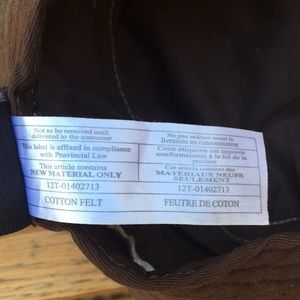 Not to be removed until
delivered to the consumer
This label is affixed in compliance
with Provincial Law
This article contains
NEW MATERIAL ONLY
12T-01402713
COTTON FELT
Ne pas enlever avant
livraison au consommateur
Cette étiquette est apposée
conformément à la loi de la
province
Cet article contient des
MATÉRIAUX NEUFS
SEULEMENT
12T-01402713
FEUTRE DE COTON